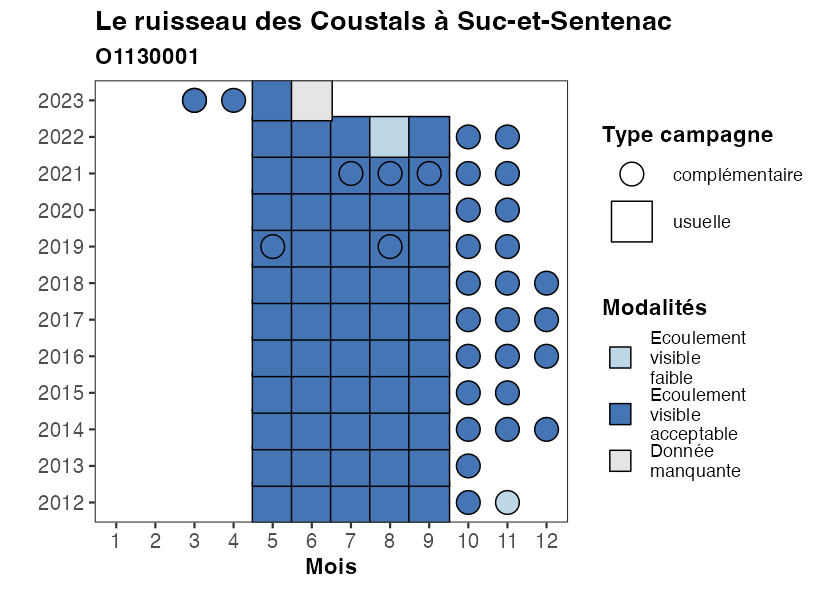 Le ruisseau des Coustals à Suc-et-Sentenac
O1130001
2023
2022
2021
2020
2019
2018
2017
2016
2015
2014
2013
2012
1 2 3 4 5 6 7 8 9 10 11 12
Mois
Type campagne
complémentaire
usuelle
Modalités
Ecoulement
visible
faible
Ecoulement
visible
acceptable
Donnée
manquante